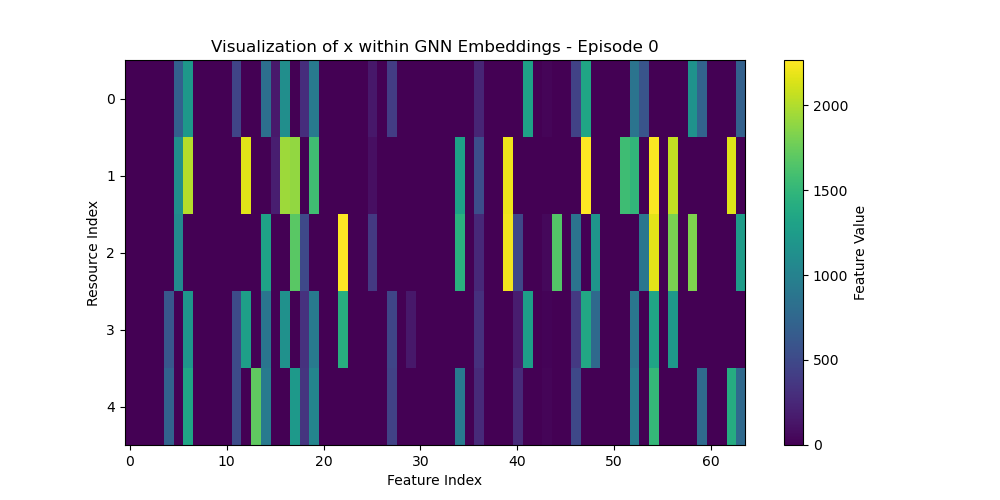 Visualization of x within GNN Embeddings - Episode 0
0
1
2
3
4
Resource Index
0 10 20 30 40 50 60
Feature Index
2000
1500
1000
500
0
Feature Value